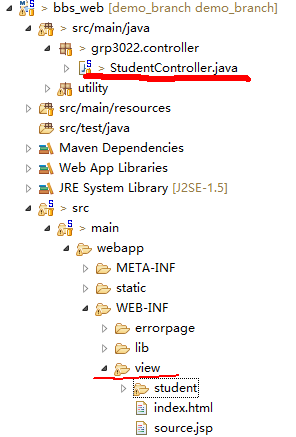 > bbs_web [demo_branch demo_branch]
> src/main/java
> grp3022.controller
> StudentController.java
utility
> src/main/resources
src/test/java
Maven Dependencies
Web App Libraries
JRE System Library [J2SE-1.5]
> src
> main
webapp
META-INF
> static
WEB-INF
> errorpage
lib
view
student
index.html
source.jsp